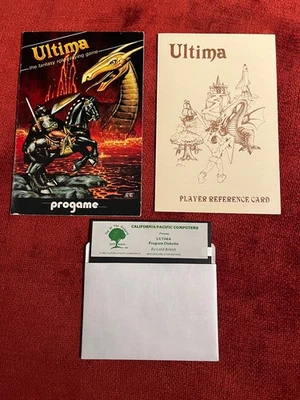 Ultima
the fantasy role-playing game
progame
Ultima
PLAYER REFERENCE CARD
CALIFORNIA PACIFIC COMPUTERS
Presents
ULTIMA
Program Diskette
By Lord British